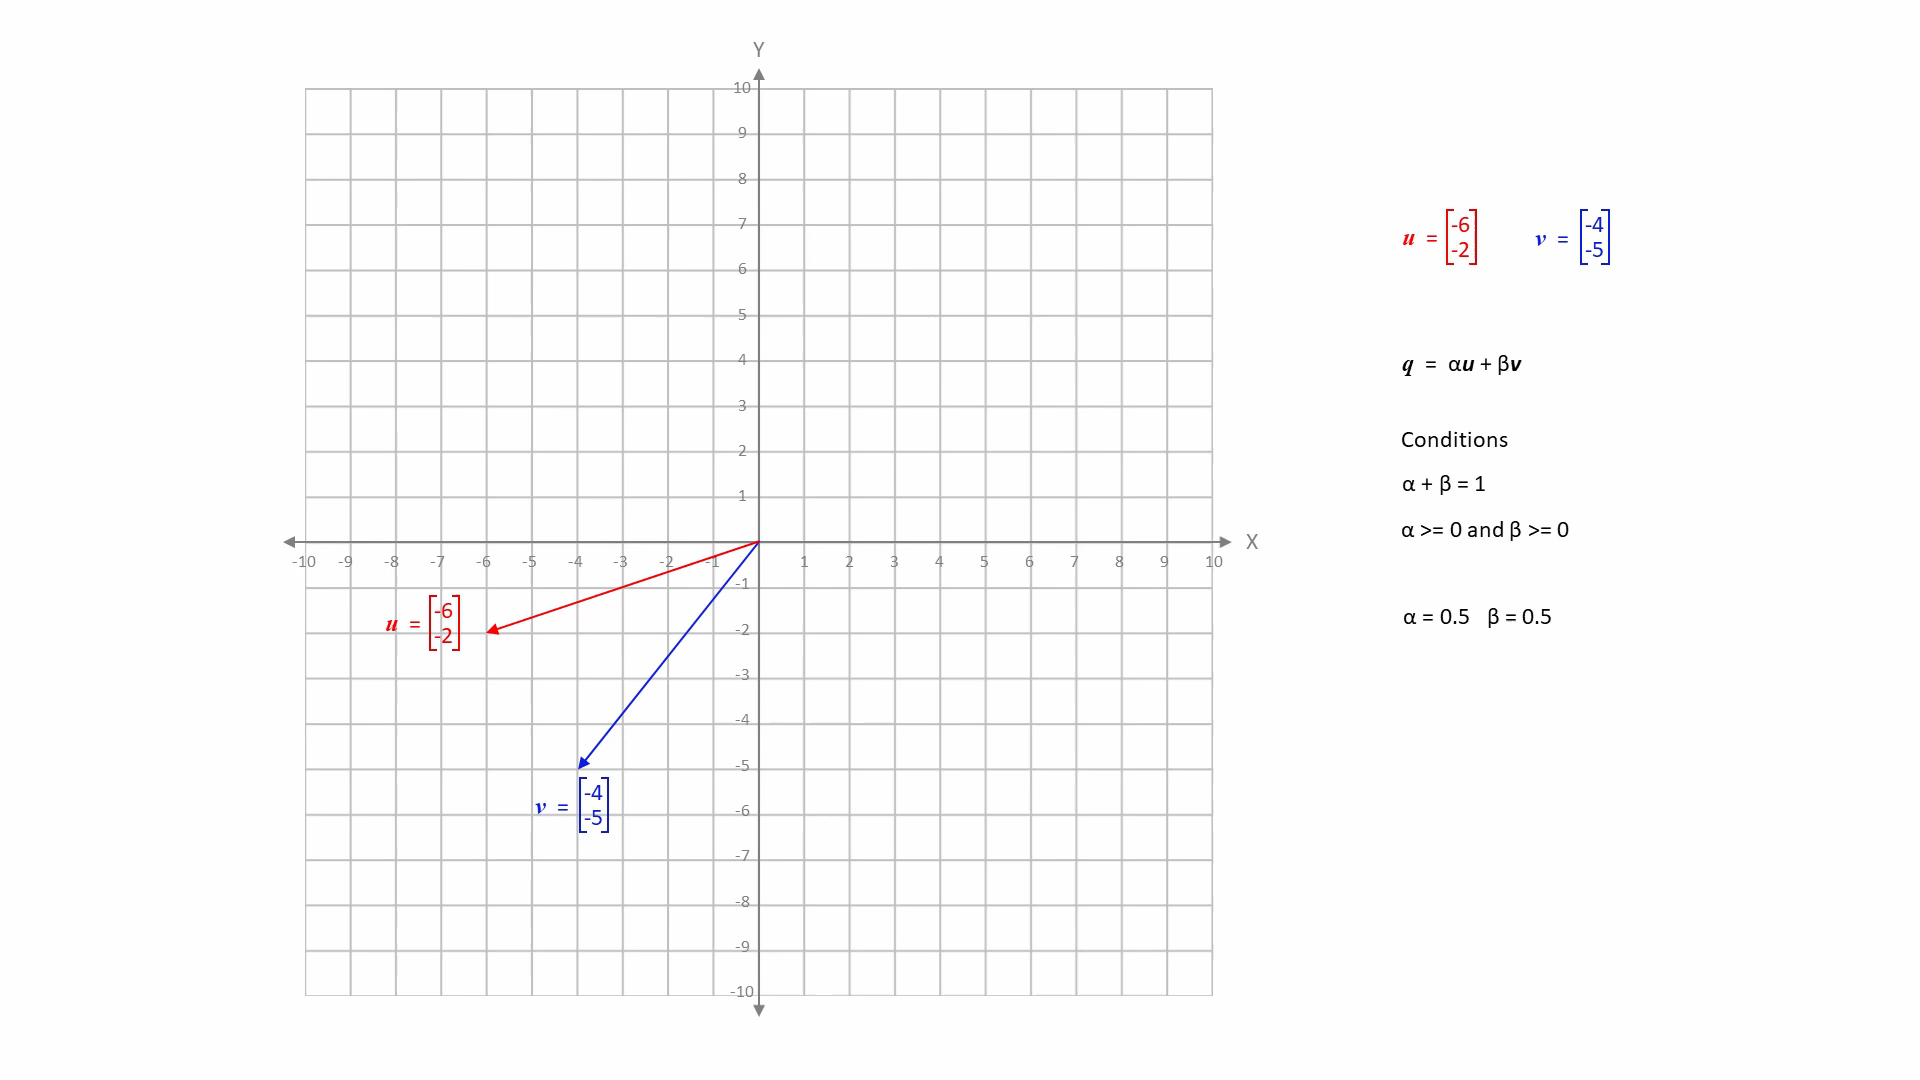 Y
10
9
8
7
6
5
4
3
2
1
X
-10 -9 -8 -7 -6 -5 -4 -3 -2 -1 1 2 3 4 5 6 7 8 9 10
-1
-2
-3
-4
-5
-6
-7
-8
-9
-10
u = [-6
-2]
v = [-4
-5]
u = [-6
-2]
v = [-4
-5]
q = αu + βv
Conditions
α + β = 1
α >= 0 and β >= 0
α = 0.5 β = 0.5